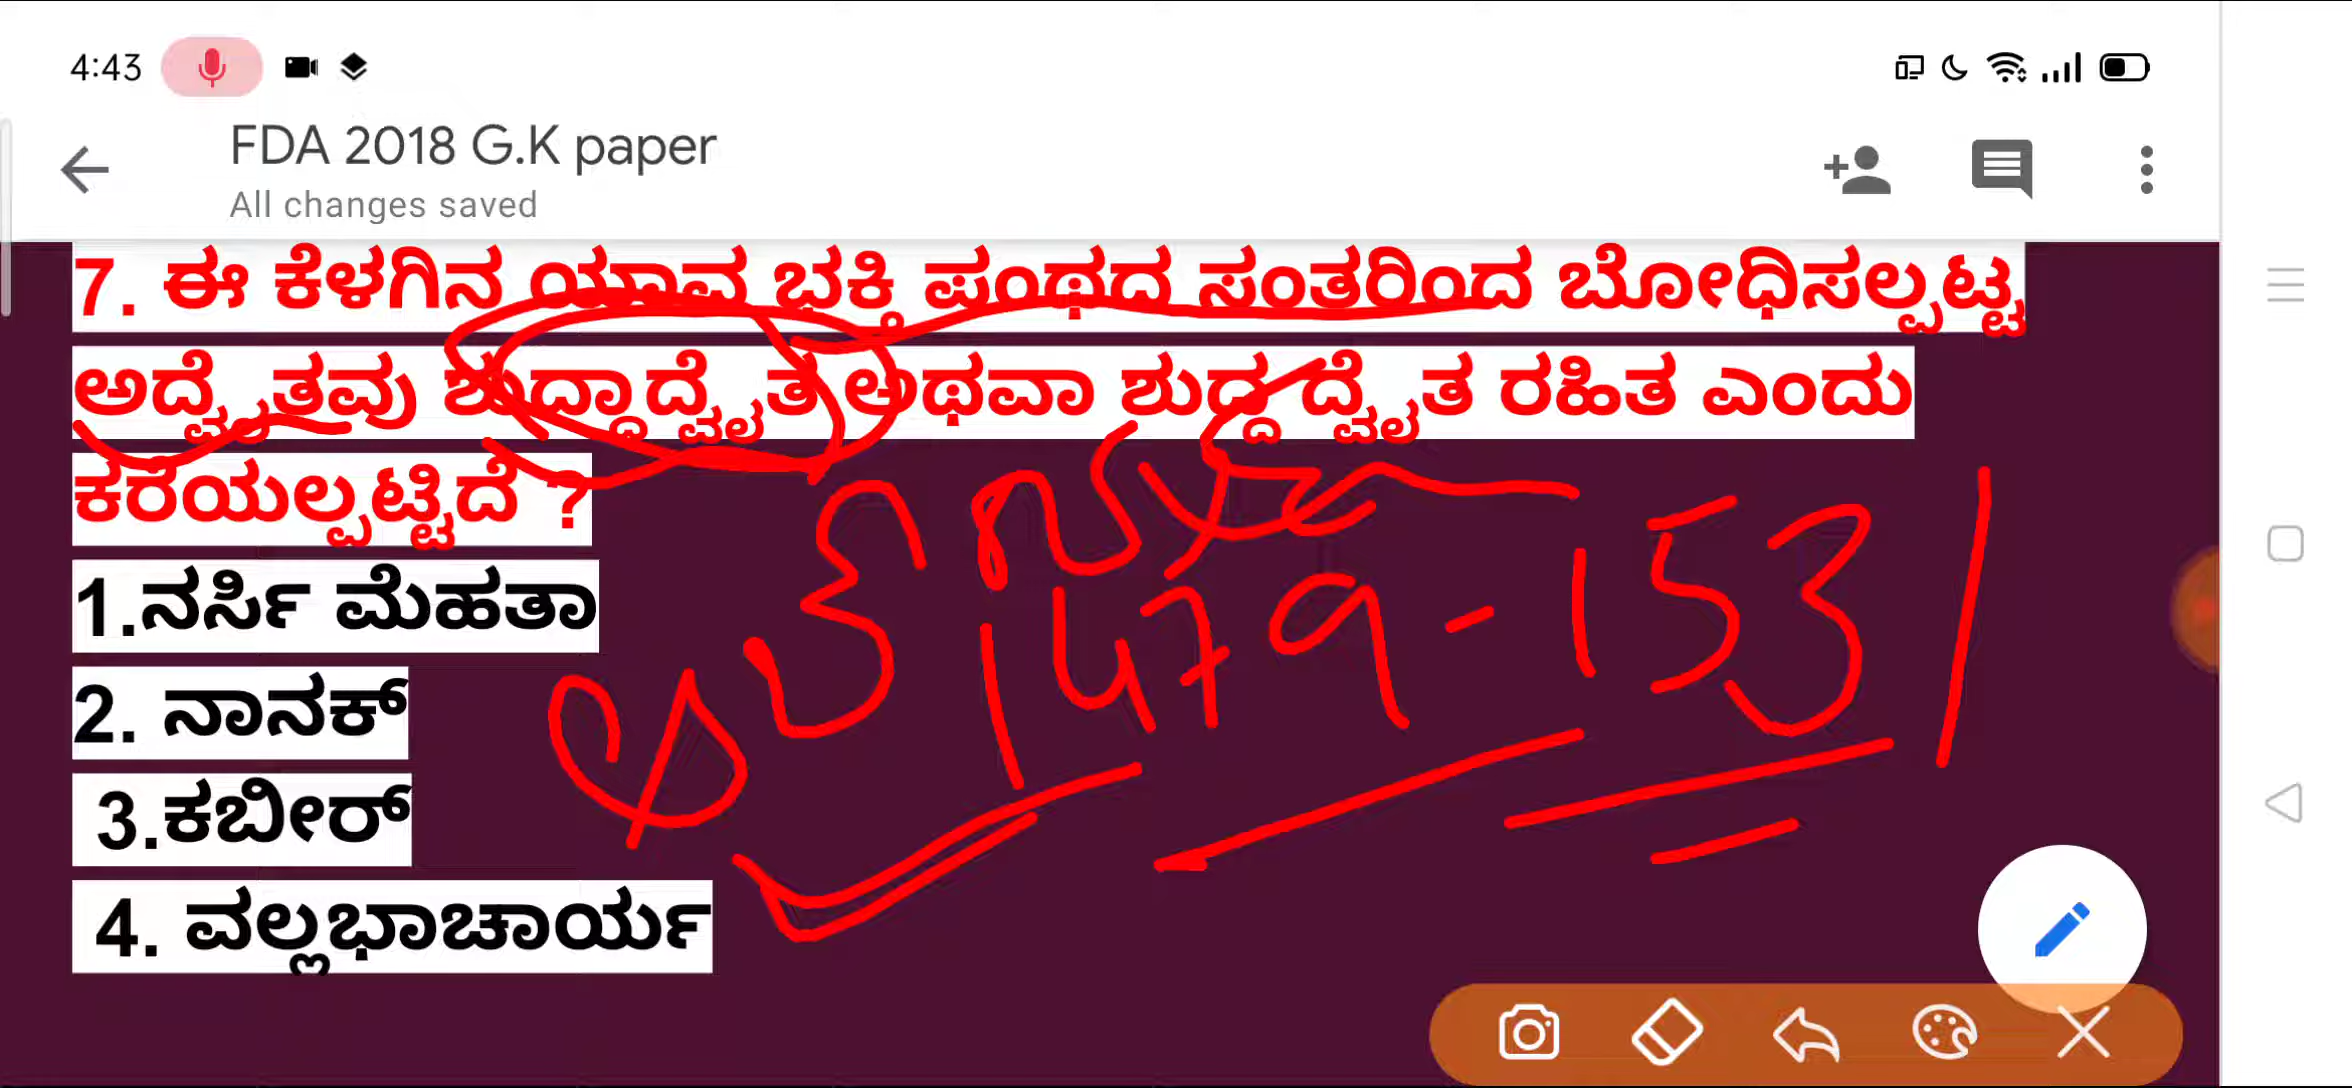 4:43
FDA 2018 G.K paper
All changes saved
7. ಈ ಕೆಳಗಿನ ಯಾವ ಭಕ್ತಿ ಪಂಥದ ಸಂತರಿಂದ ಬೋಧಿಸಲ್ಪಟ್ಟ
ಅದ್ವೈತವು ಶುದ್ಧಾದ್ವೈತ ಅಥವಾ ಶುದ್ಧ ದ್ವೈತ ರಹಿತ ಎಂದು
ಕರೆಯಲ್ಪಟ್ಟಿದೆ ?
1479-1531
1.ನರ್ಸಿ ಮೆಹತಾ
2. ನಾನಕ್
3.ಕಬೀರ್
4. ವಲ್ಲಭಾಚಾರ್ಯ